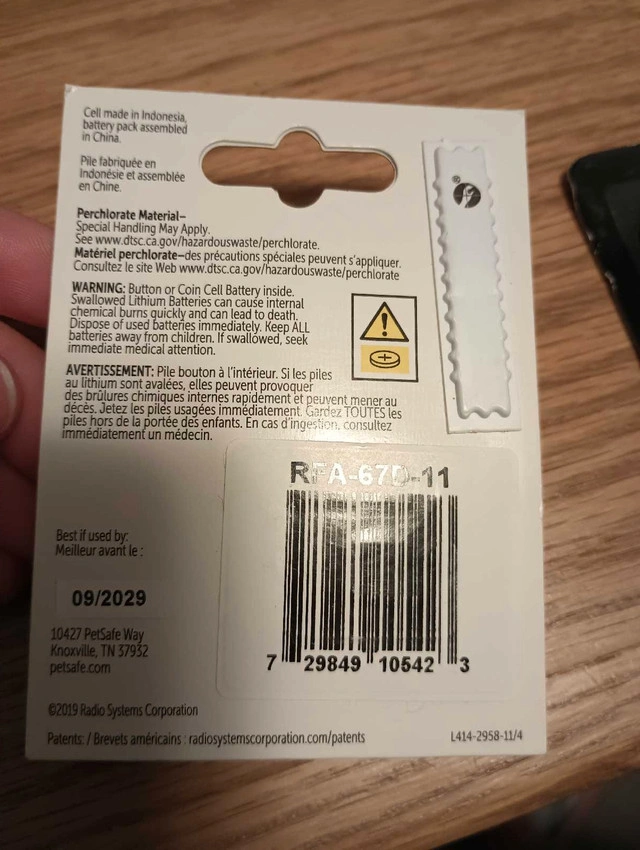 Cell made in Indonesia,
battery pack assembled
in China.
Pile fabriquée en
Indonésie et assemblée
en Chine.
Perchlorate Material–
Special Handling May Apply.
See www.dtsc.ca.gov/hazardouswaste/perchlorate.
Matériel perchlorate–des précautions spéciales peuvent s'appliquer.
Consultez le site Web www.dtsc.ca.gov/hazardouswaste/perchlorate
WARNING: Button or Coin Cell Battery inside.
Swallowed Lithium Batteries can cause internal
chemical burns quickly and can lead to death.
Dispose of used batteries immediately. Keep ALL
batteries away from children. If swallowed, seek
immediate medical attention.
AVERTISSEMENT: Pile bouton à l'intérieur. Si les piles
au lithium sont avalées, elles peuvent provoquer
des brûlures chimiques internes rapidement et peuvent mener au
décès. Jetez les piles usagées immédiatement. Gardez TOUTES les
piles hors de la portée des enfants. En cas d'ingestion, consultez
immédiatement un médecin.
RFA-67D-11
Best if used by:
Meilleur avant le :
09/2029
10427 PetSafe Way
Knoxville, TN 37932
petsafe.com
7 29849 10542 3
©2019 Radio Systems Corporation
Patents: / Brevets américains : radiosystemscorporation.com/patents
L414-2958-11/4